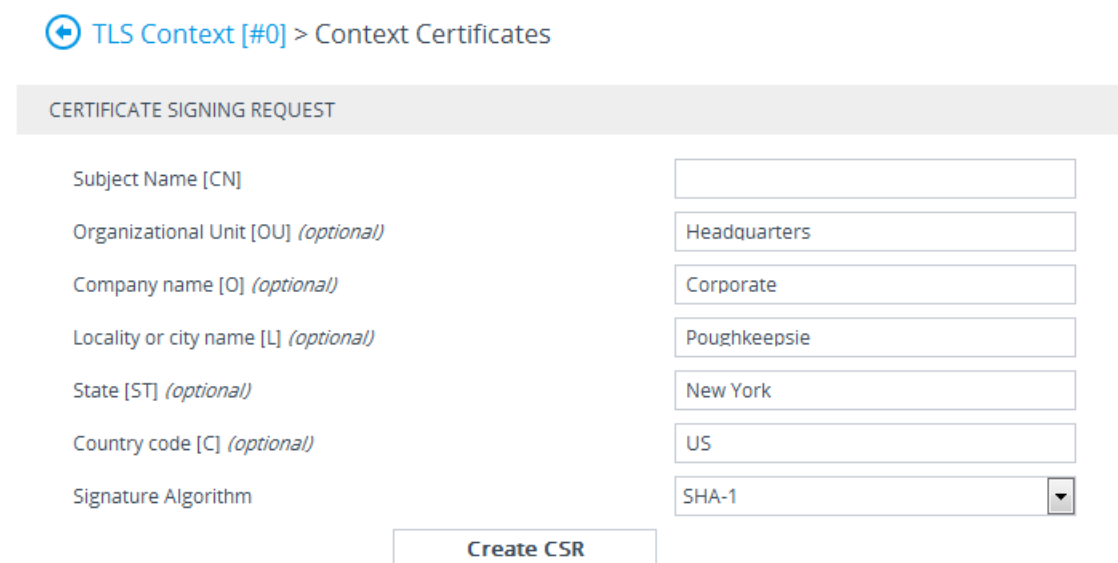 TLS Context [#0] > Context Certificates
CERTIFICATE SIGNING REQUEST
Subject Name [CN]
Organizational Unit [OU] (optional) Headquarters
Company name [O] (optional) Corporate
Locality or city name [L] (optional) Poughkeepsie
State [ST] (optional) New York
Country code [C] (optional) US
Signature Algorithm SHA-1
Create CSR